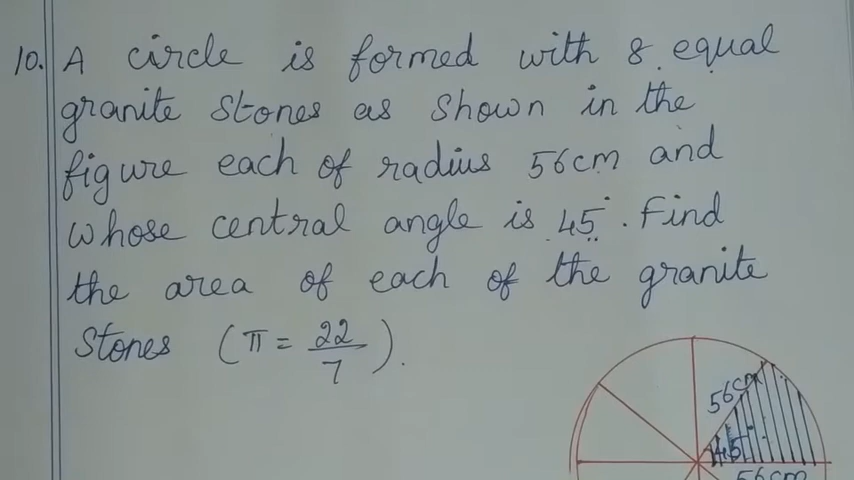 10. A circle is formed with 8 equal
granite stones as shown in the
figure each of radius 56cm and
whose central angle is 45°. Find
the area of each of the granite
Stones (π = 22/7).
56cm
45°
56cm